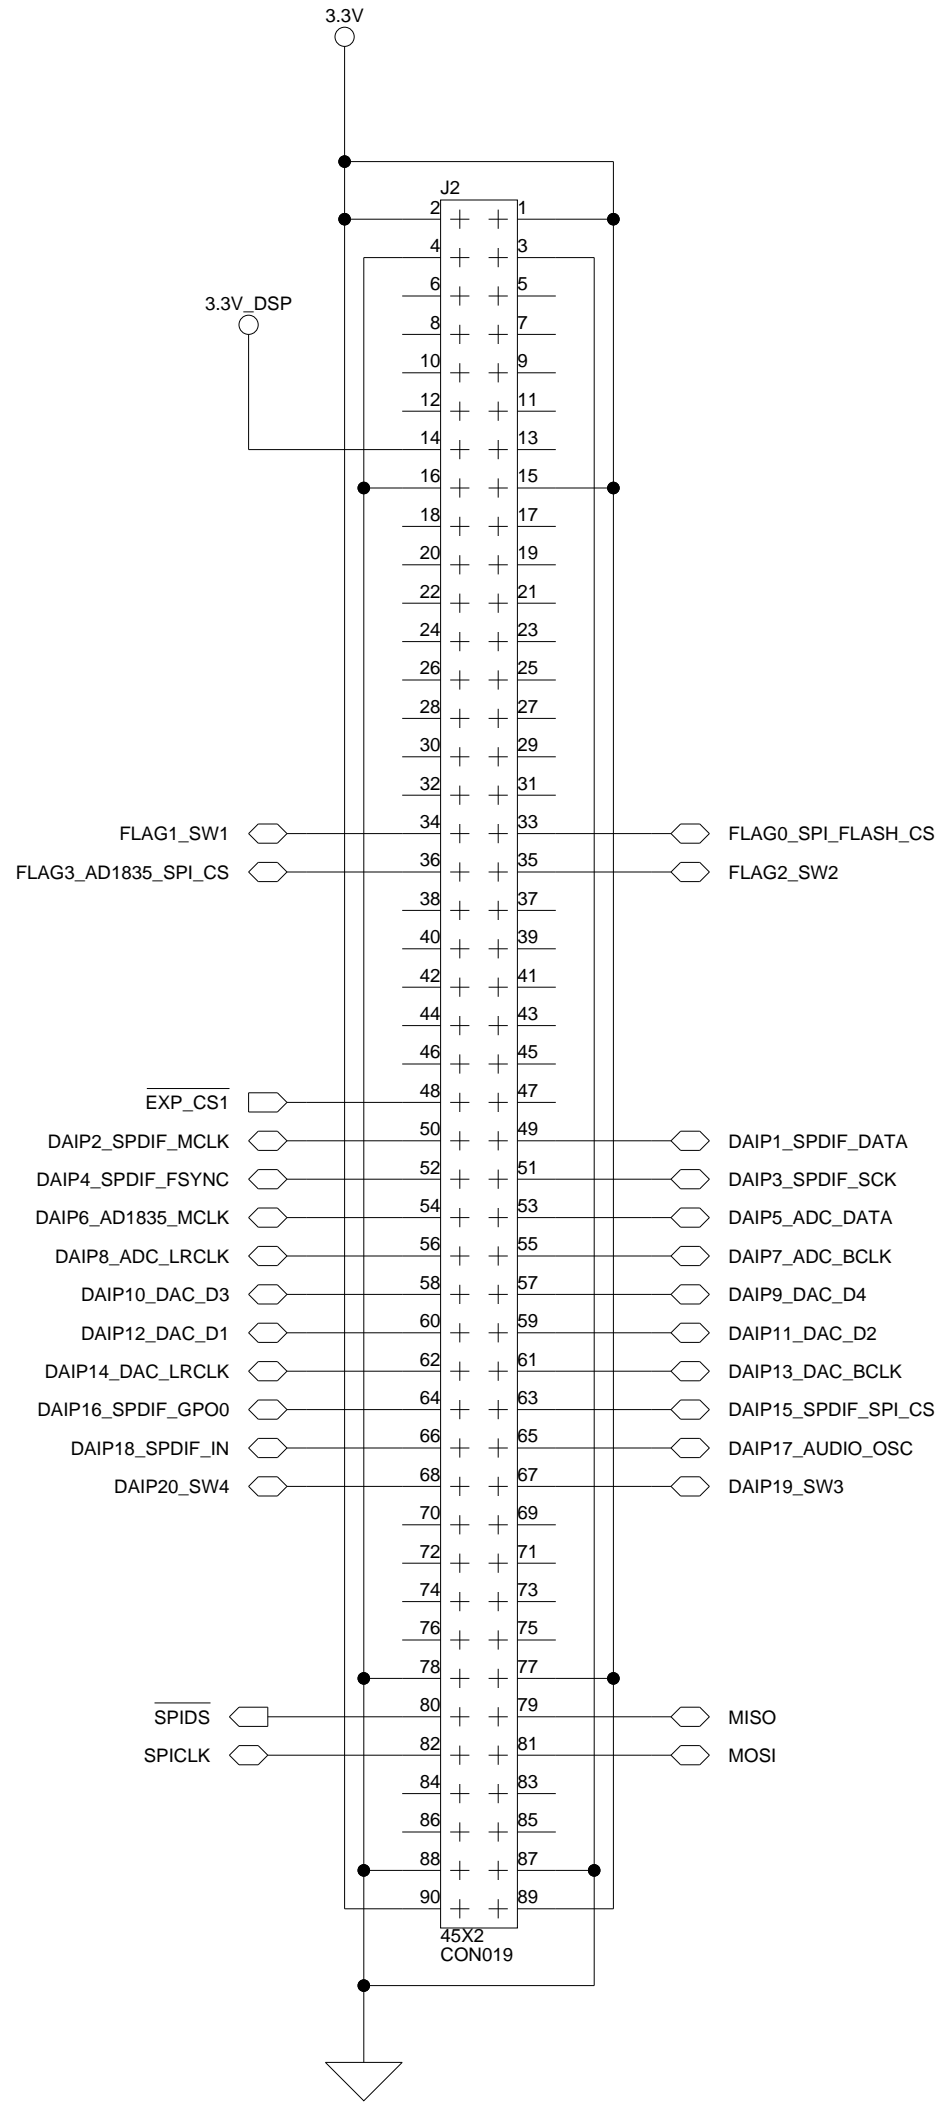 3.3V
J2
2 1
4 3
6 5
3.3V_DSP
8 7
10 9
12 11
14 13
16 15
18 17
20 19
22 21
24 23
26 25
28 27
30 29
32 31
FLAG1_SW1 34 33 FLAG0_SPI_FLASH_CS
FLAG3_AD1835_SPI_CS 36 35 FLAG2_SW2
38 37
40 39
42 41
44 43
46 45
EXP_CS1 48 47
DAIP2_SPDIF_MCLK 50 49 DAIP1_SPDIF_DATA
DAIP4_SPDIF_FSYNC 52 51 DAIP3_SPDIF_SCK
DAIP6_AD1835_MCLK 54 53 DAIP5_ADC_DATA
DAIP8_ADC_LRCLK 56 55 DAIP7_ADC_BCLK
DAIP10_DAC_D3 58 57 DAIP9_DAC_D4
DAIP12_DAC_D1 60 59 DAIP11_DAC_D2
DAIP14_DAC_LRCLK 62 61 DAIP13_DAC_BCLK
DAIP16_SPDIF_GPO0 64 63 DAIP15_SPDIF_SPI_CS
DAIP18_SPDIF_IN 66 65 DAIP17_AUDIO_OSC
DAIP20_SW4 68 67 DAIP19_SW3
70 69
72 71
74 73
76 75
78 77
SPIDS 80 79 MISO
SPICLK 82 81 MOSI
84 83
86 85
88 87
90 89
45X2
CON019